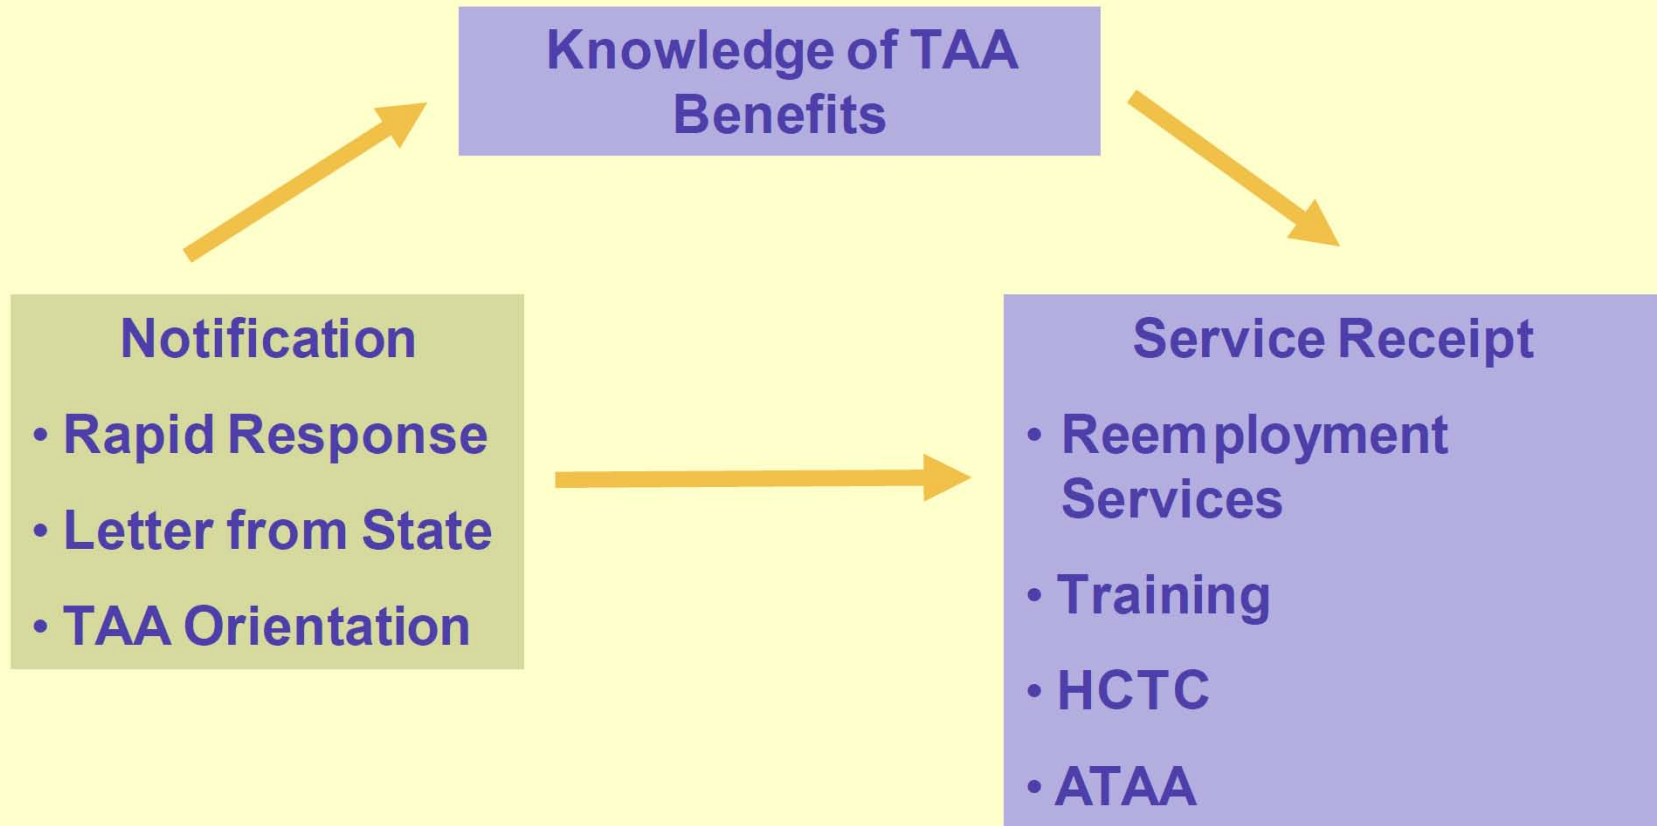 Knowledge of TAA
Benefits
Notification
• Rapid Response
• Letter from State
• TAA Orientation
Service Receipt
• Reemployment
Services
• Training
• HCTC
• ATAA